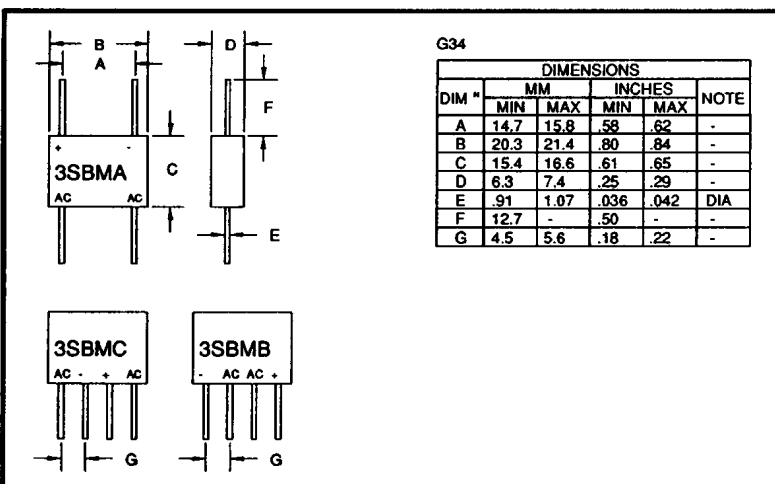 B
A
D
F
+ -
3SBMA
AC AC
C
E
3SBMC
AC - + AC
G
3SBMB
- AC AC +
G
G34
DIMENSIONS
DIM " MM INCHES NOTE
MIN MAX MIN MAX
A 14.7 15.8 .58 .62 -
B 20.3 21.4 .80 .84 -
C 15.4 16.6 .61 .65 -
D 6.3 7.4 .25 .29 -
E .91 1.07 .036 .042 DIA
F 12.7 - .50 - -
G 4.5 5.6 .18 .22 -